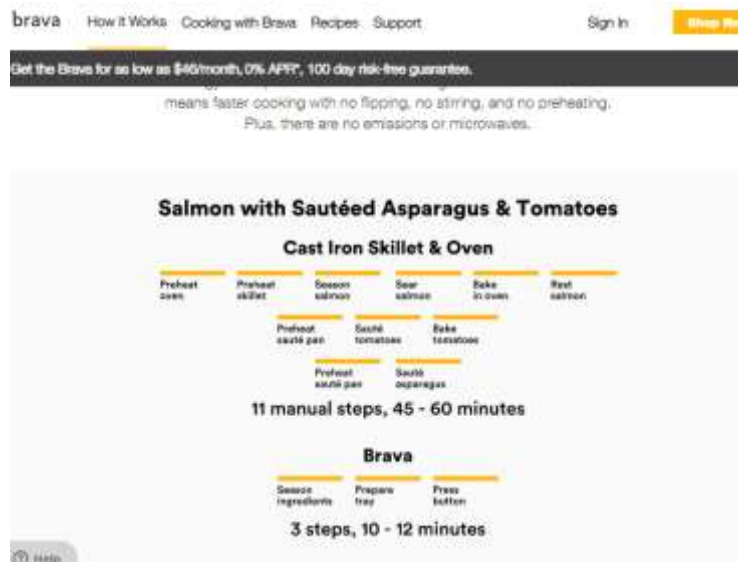 brava How it Works Cooking with Brava Recipes Support Sign In Shop
Get the Brava for as low as $46/month, 0% APR*, 100 day risk-free guarantee.
means faster cooking with no flipping, no stirring, and no preheating.
Plus, there are no emissions or microwaves.
Salmon with Sautéed Asparagus & Tomatoes
Cast Iron Skillet & Oven
Preheat Preheat Season Sear Bake Rest
oven skillet salmon salmon in oven salmon
Preheat Sauté Bake
sauté pan tomatoes tomatoes
Preheat Sauté
sauté pan asparagus
11 manual steps, 45 - 60 minutes
Brava
Season Prepare Press
ingredients tray button
3 steps, 10 - 12 minutes
Help